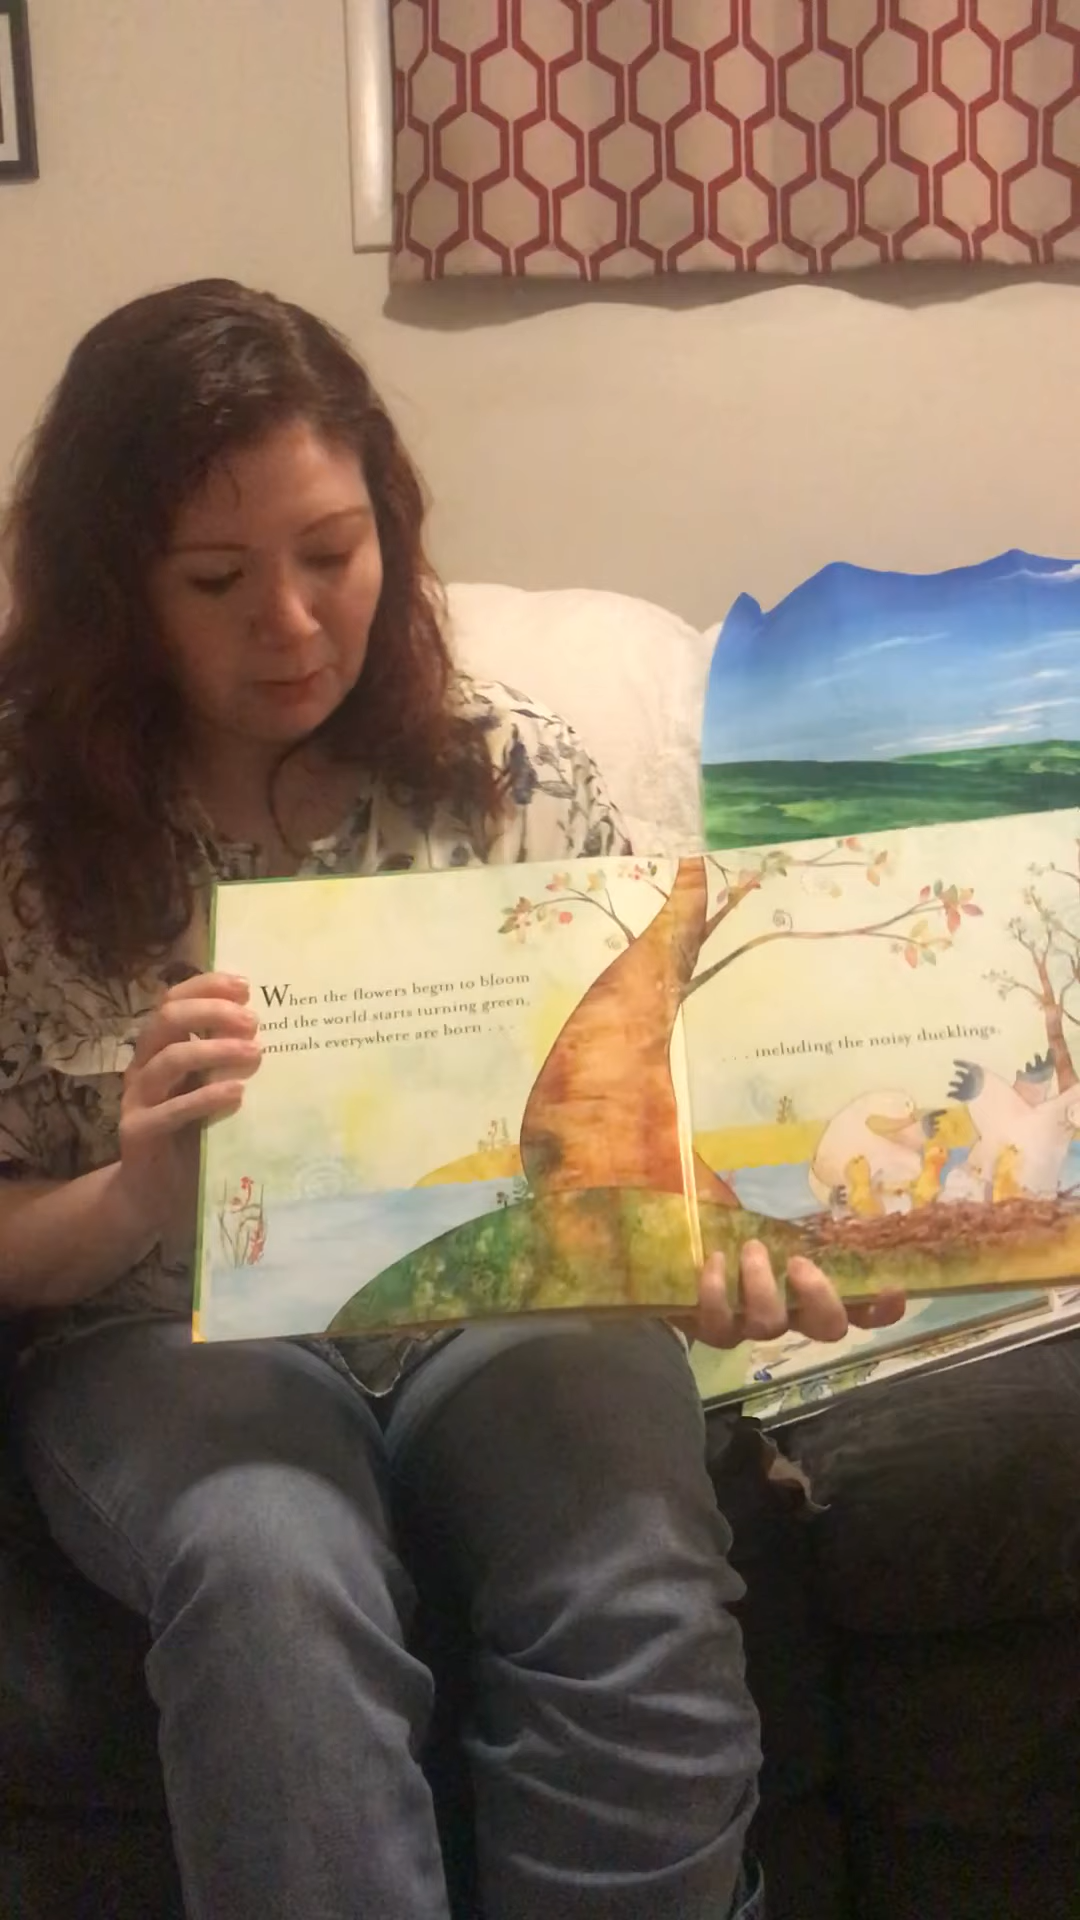 When the flowers begin to bloom
and the world starts turning green,
nimals everywhere are born . . .
. . . including the noisy ducklings.